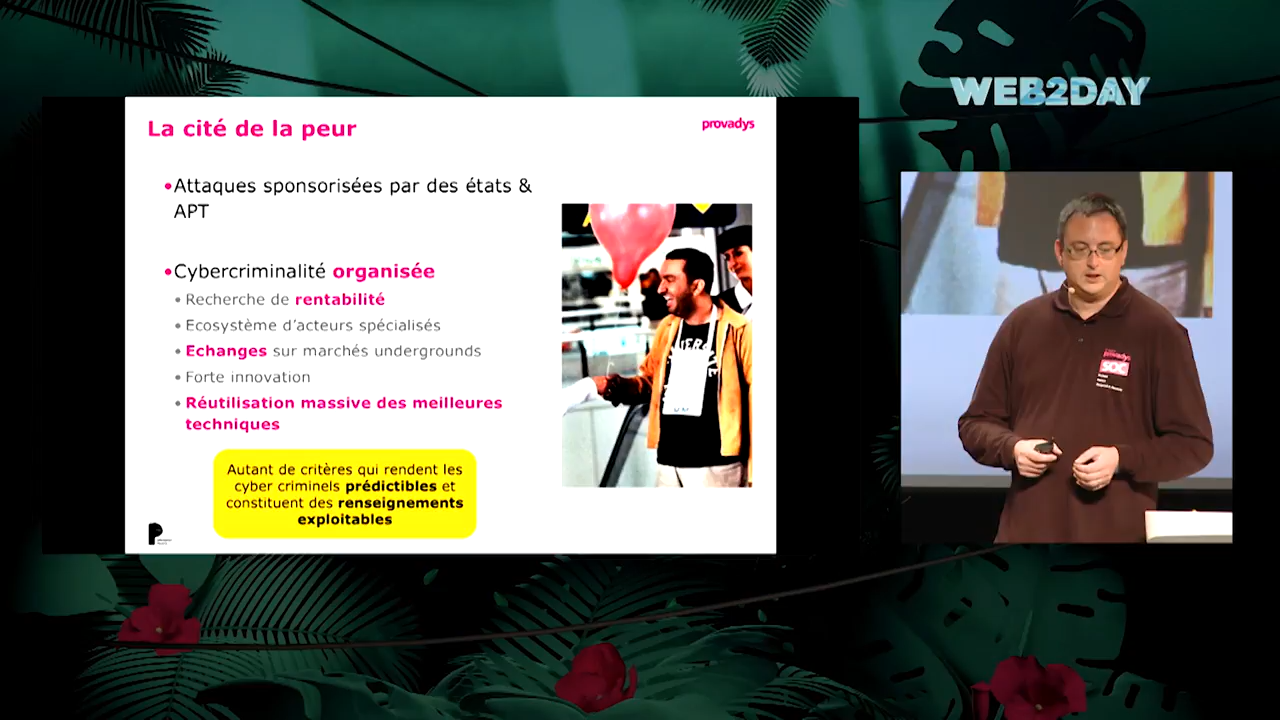 WEB2DAY
La cité de la peur
provadys
•Attaques sponsorisées par des états &
APT
•Cybercriminalité organisée
• Recherche de rentabilité
• Ecosystème d'acteurs spécialisés
• Echanges sur marchés undergrounds
• Forte innovation
• Réutilisation massive des meilleures
techniques
Autant de critères qui rendent les
cyber criminels prédictibles et
constituent des renseignements
exploitables
provadys
SOC